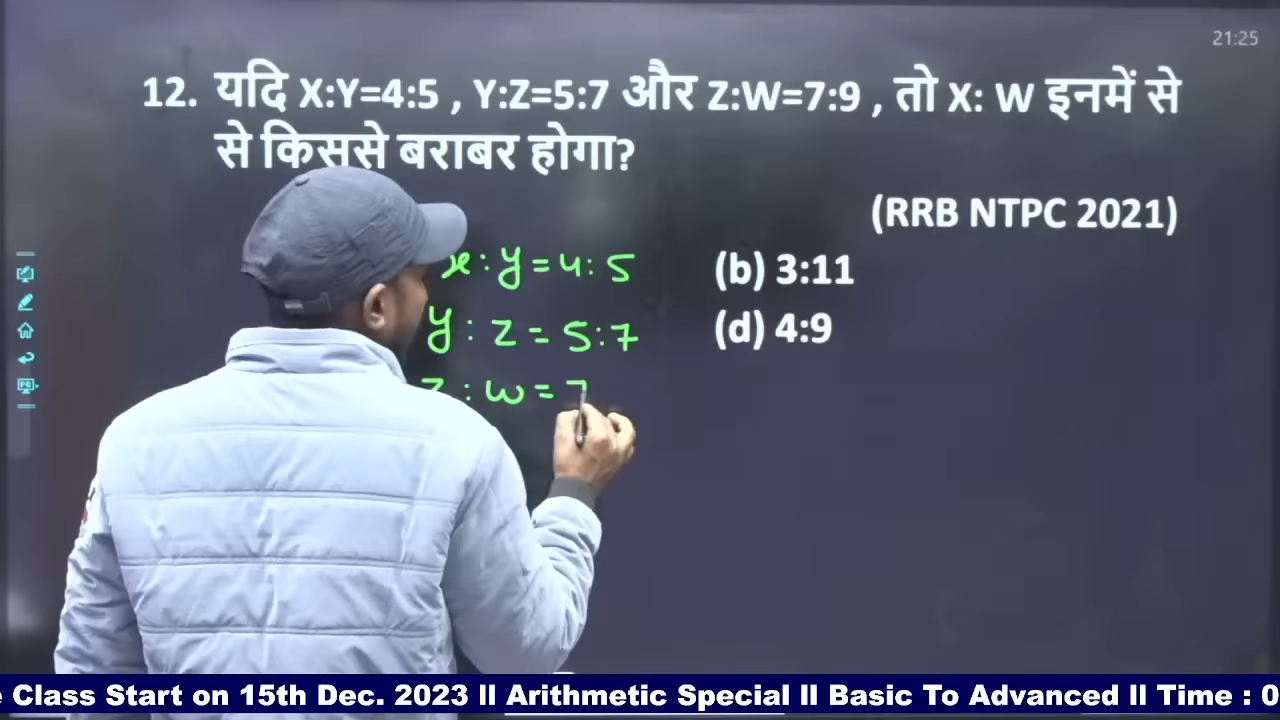 21:25
12. यदि X:Y=4:5 , Y:Z=5:7 और Z:W=7:9 , तो X: W इनमें से
से किससे बराबर होगा?
(RRB NTPC 2021)
x:y=4:5
(b) 3:11
y:z=5:7
(d) 4:9
z:w=7
Class Start on 15th Dec. 2023 ll Arithmetic Special ll Basic To Advanced ll Time : 0